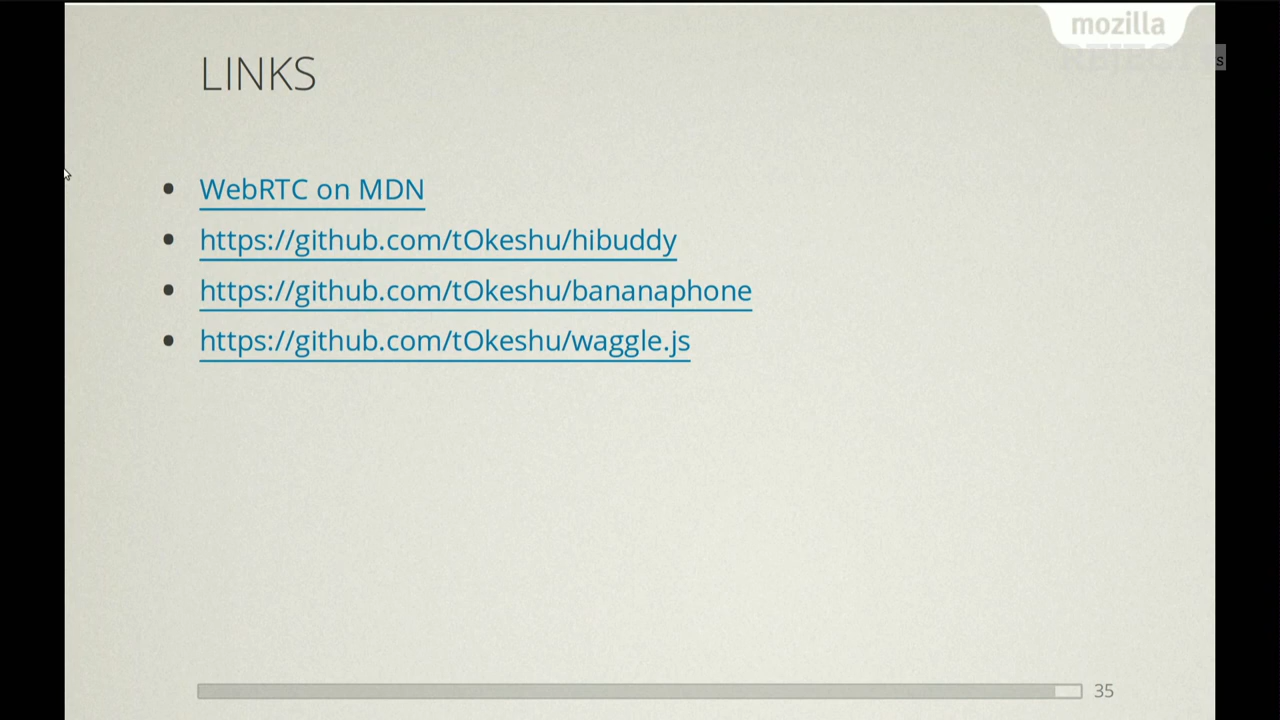 mozilla
REJECT
s
LINKS
• WebRTC on MDN
• https://github.com/tOkeshu/hibuddy
• https://github.com/tOkeshu/bananaphone
• https://github.com/tOkeshu/waggle.js
35